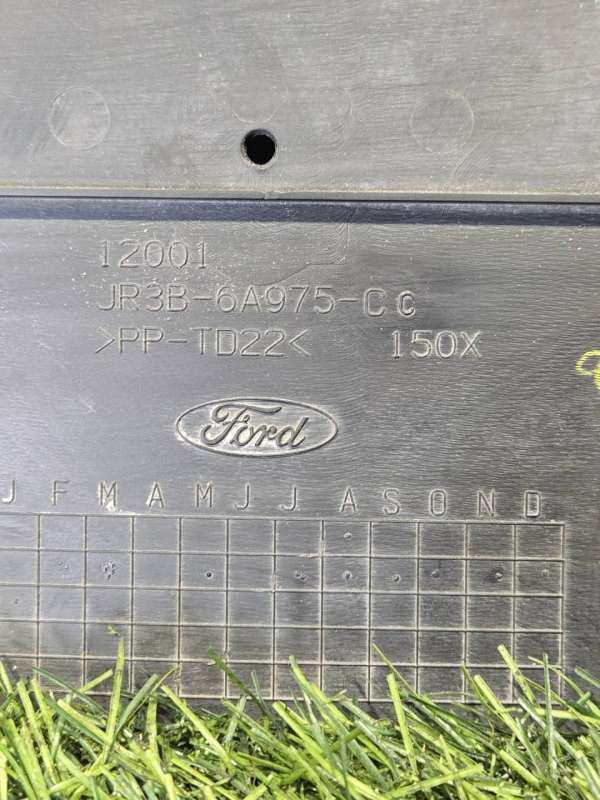 12001
JR3B-6A975-CC
>PP-TD22< 150X
Ford
J F M A M J J A S O N D